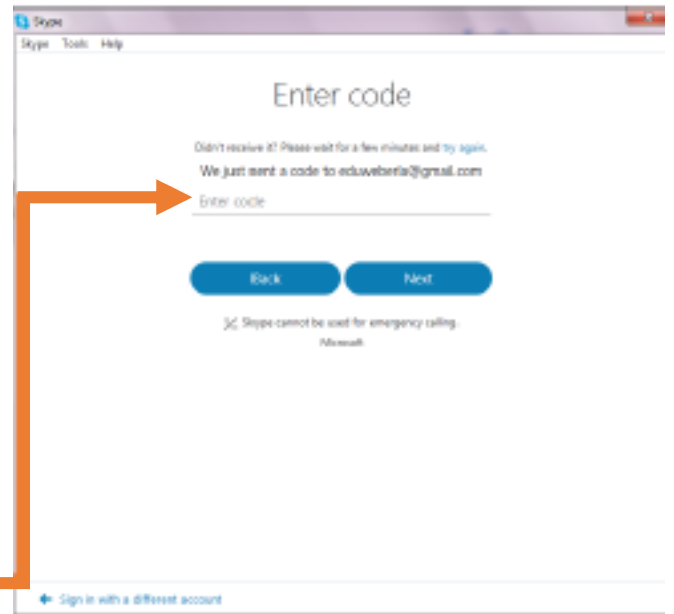 Skype
Skype Tools Help
Enter code
Didn't receive it? Please wait for a few minutes and try again.
We just sent a code to eduweberla@gmail.com
Enter code
Back Next
Skype cannot be used for emergency calling.
Microsoft
Sign in with a different account